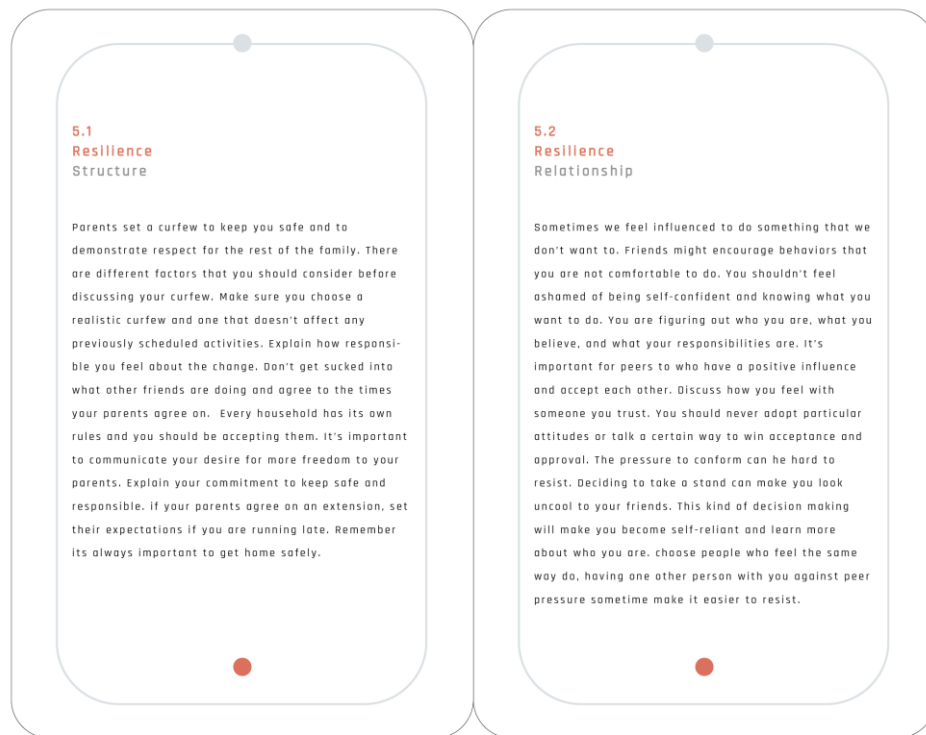 5.1
Resilience
Structure
Parents set a curfew to keep you safe and to
demonstrate respect for the rest of the family. There
are different factors that you should consider before
discussing your curfew. Make sure you choose a
realistic curfew and one that doesn't affect any
previously scheduled activities. Explain how responsi-
ble you feel about the change. Don't get sucked into
what other friends are doing and agree to the times
your parents agree on.  Every household has its own
rules and you should be accepting them. It's important
to communicate your desire for more freedom to your
parents. Explain your commitment to keep safe and
responsible. if your parents agree on an extension, set
their expectations if you are running late. Remember
its always important to get home safely.
5.2
Resilience
Relationship
Sometimes we feel influenced to do something that we
don't want to. Friends might encourage behaviors that
you are not comfortable to do. You shouldn't feel
ashamed of being self-confident and knowing what you
want to do. You are figuring out who you are, what you
believe, and what your responsibilities are. It's
important for peers to who have a positive influence
and accept each other. Discuss how you feel with
someone you trust. You should never adopt particular
attitudes or talk a certain way to win acceptance and
approval. The pressure to conform can he hard to
resist. Deciding to take a stand can make you look
uncool to your friends. This kind of decision making
will make you become self-reliant and learn more
about who you are. choose people who feel the same
way do, having one other person with you against peer
pressure sometime make it easier to resist.